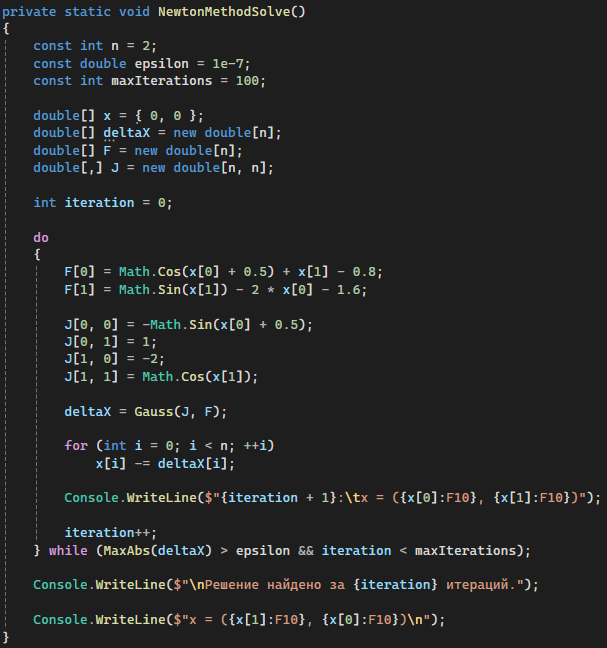 private static void NewtonMethodSolve()
{
    const int n = 2;
    const double epsilon = 1e-7;
    const int maxIterations = 100;

    double[] x = { 0, 0 };
    double[] deltaX = new double[n];
    double[] F = new double[n];
    double[,] J = new double[n, n];

    int iteration = 0;

    do
    {
        F[0] = Math.Cos(x[0] + 0.5) + x[1] - 0.8;
        F[1] = Math.Sin(x[1]) - 2 * x[0] - 1.6;

        J[0, 0] = -Math.Sin(x[0] + 0.5);
        J[0, 1] = 1;
        J[1, 0] = -2;
        J[1, 1] = Math.Cos(x[1]);

        deltaX = Gauss(J, F);

        for (int i = 0; i < n; ++i)
            x[i] -= deltaX[i];

        Console.WriteLine($"{iteration + 1}:\tx = ({x[0]:F10}, {x[1]:F10})");

        iteration++;
    } while (MaxAbs(deltaX) > epsilon && iteration < maxIterations);

    Console.WriteLine($"\nРешение найдено за {iteration} итераций.");

    Console.WriteLine($"x = ({x[1]:F10}, {x[0]:F10})\n");
}